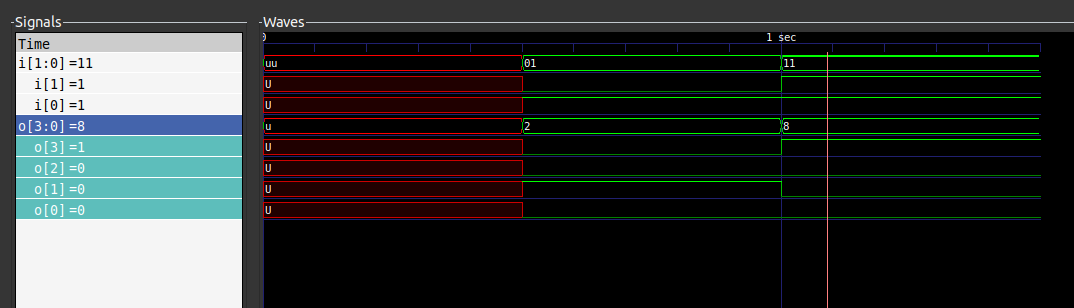 Signals
Waves
Time
0
1 sec
i[1:0]=11
uu
01
11
i[1]=1
U
i[0]=1
U
o[3:0]=8
u
2
8
o[3]=1
U
o[2]=0
U
o[1]=0
U
o[0]=0
U